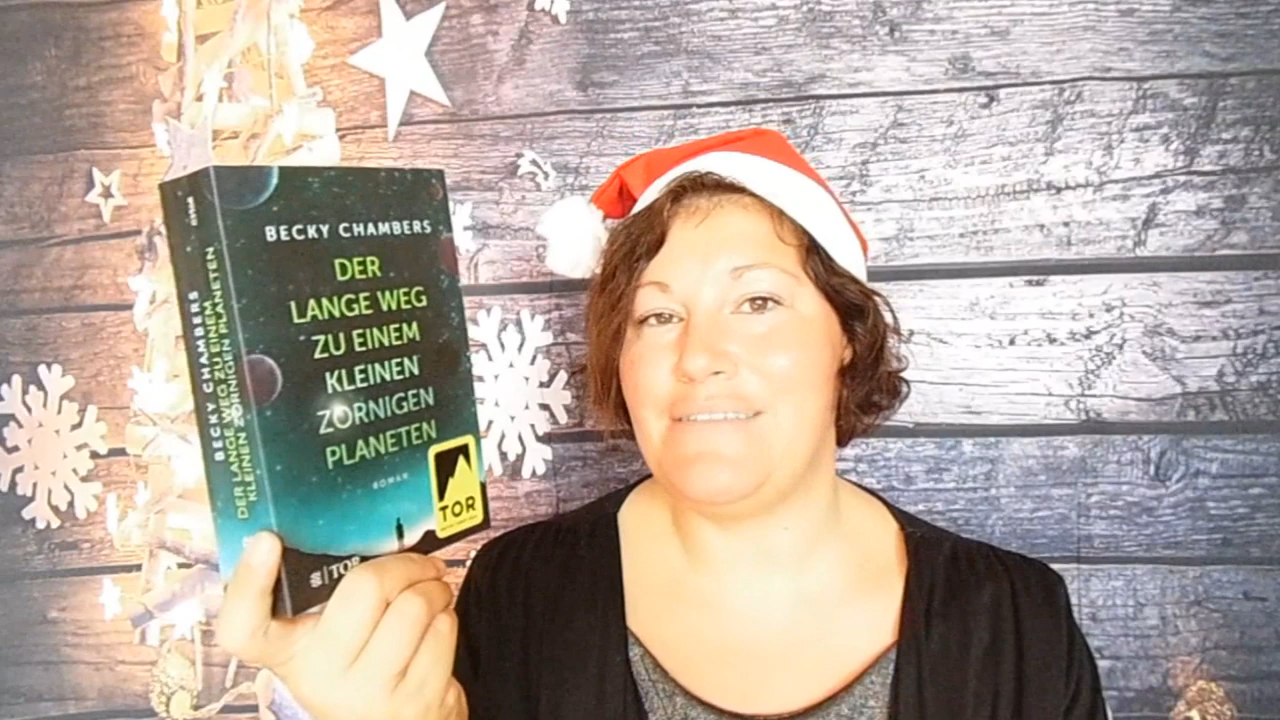 BECKY CHAMBERS
DER LANGE WEG ZU EINEM
KLEINEN ZORNIGEN PLANETEN
BECKY CHAMBERS
DER
LANGE WEG
ZU EINEM
KLEINEN
ZORNIGEN
PLANETEN
ROMAN
TOR
TOR